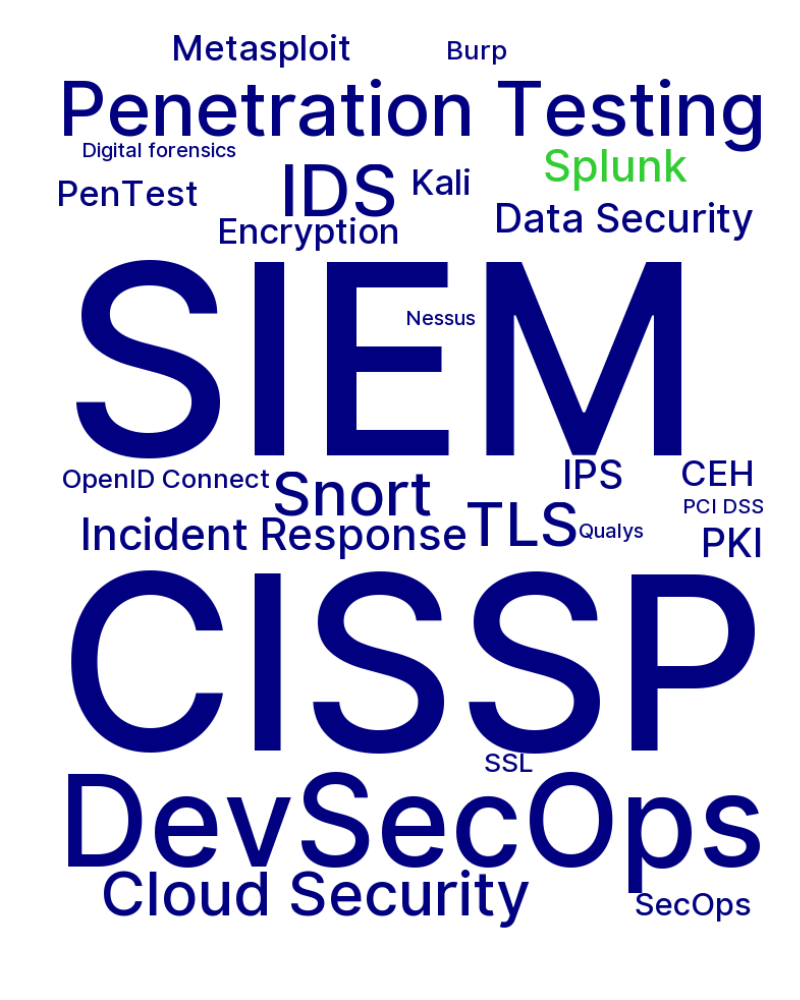 Metasploit
Burp
Penetration Testing
Digital forensics
Splunk
PenTest
IDS
Kali
Data Security
Encryption
SIEM
Nessus
OpenID Connect
Snort
IPS
CEH
PCI DSS
Incident Response
TLS
Qualys
PKI
CISSP
SSL
DevSecOps
Cloud Security
SecOps